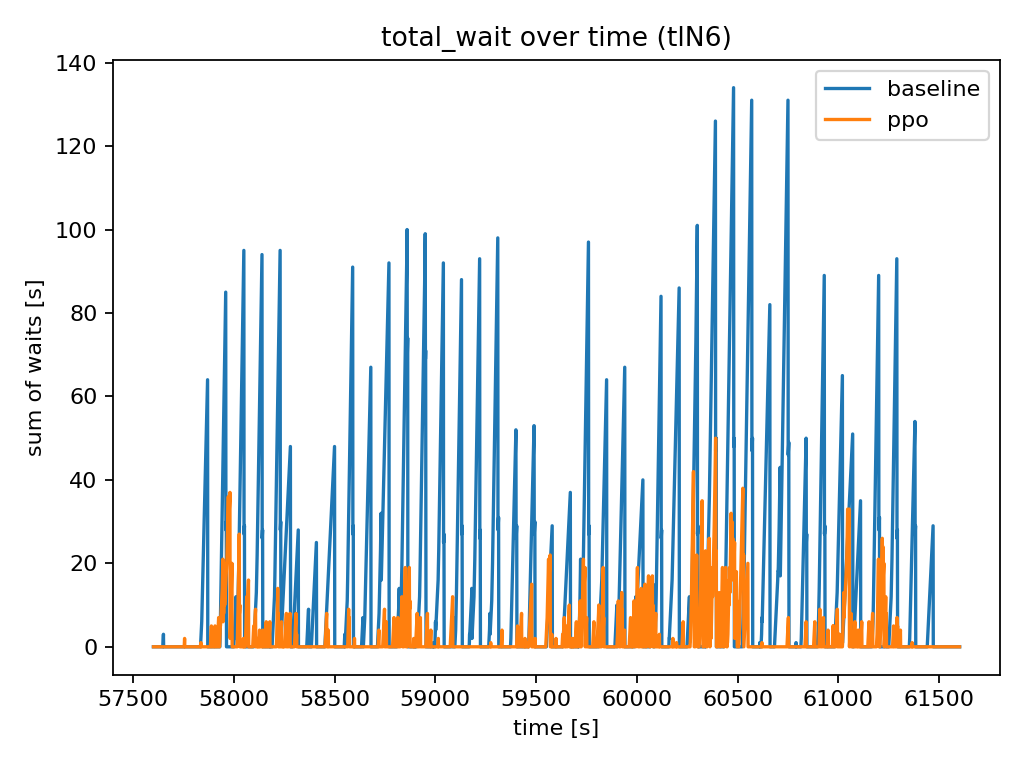 total_wait over time (tlN6)
baseline
ppo
sum of waits [s]
140
120
100
80
60
40
20
0
57500 58000 58500 59000 59500 60000 60500 61000 61500
time [s]